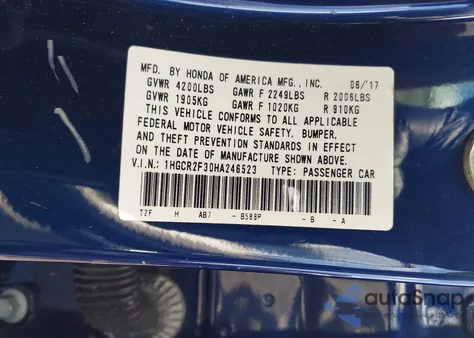 MFD. BY HONDA OF AMERICA MFG., INC. 06/'17
GVWR 4200LBS GAWR F 2249LBS R 2006LBS
GVWR 1905KG GAWR F 1020KG R 910KG
THIS VEHICLE CONFORMS TO ALL APPLICABLE
FEDERAL MOTOR VEHICLE SAFETY, BUMPER,
AND THEFT PREVENTION STANDARDS IN EFFECT
ON THE DATE OF MANUFACTURE SHOWN ABOVE.
V.I.N.: 1HGCR2F30HA246523 TYPE: PASSENGER CAR
T2F H AB7 - B588P - B - A
autoSnap